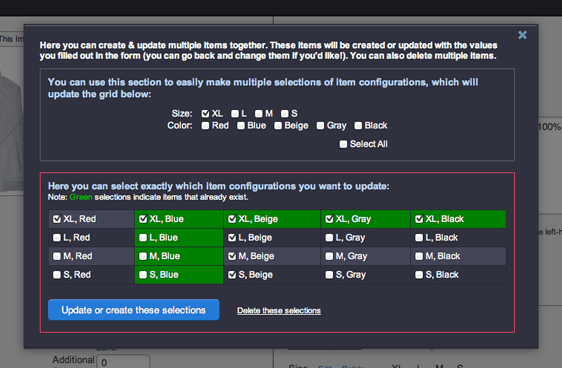 This Im
×
Here you can create & update multiple items together. These items will be created or updated with the values
you filled out in the form (you can go back and change them if you'd like!). You can also delete multiple items.
You can use this section to easily make multiple selections of item configurations, which will
update the grid below:
Size: XL L M S
Color: Red Blue Beige Gray Black
Select All
100%
Here you can select exactly which item configurations you want to update:
Note: Green selections indicate items that already exist.
XL, Red XL, Blue XL, Beige XL, Gray XL, Black
L, Red L, Blue L, Beige L, Gray L, Black
M, Red M, Blue M, Beige M, Gray M, Black
S, Red S, Blue S, Beige S, Gray S, Black
Update or create these selections Delete these selections
Additional 0
Size Edit Delete XL L M S